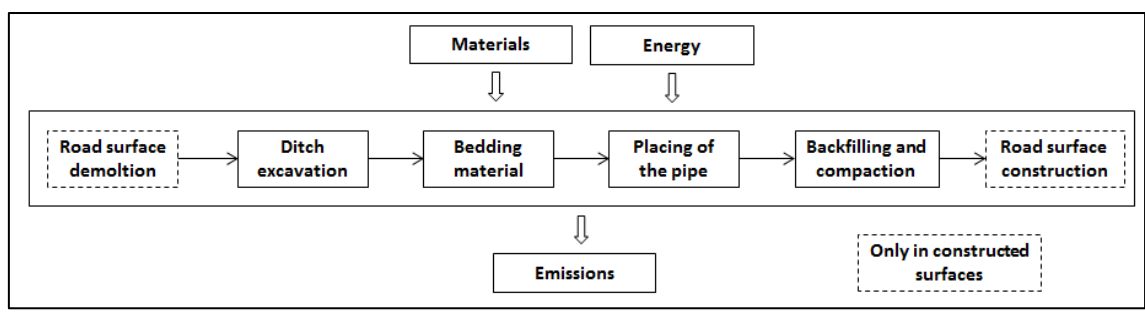 Materials
Energy
Road surface
demoltion
Ditch
excavation
Bedding
material
Placing of
the pipe
Backfilling and
compaction
Road surface
construction
Emissions
Only in constructed
surfaces